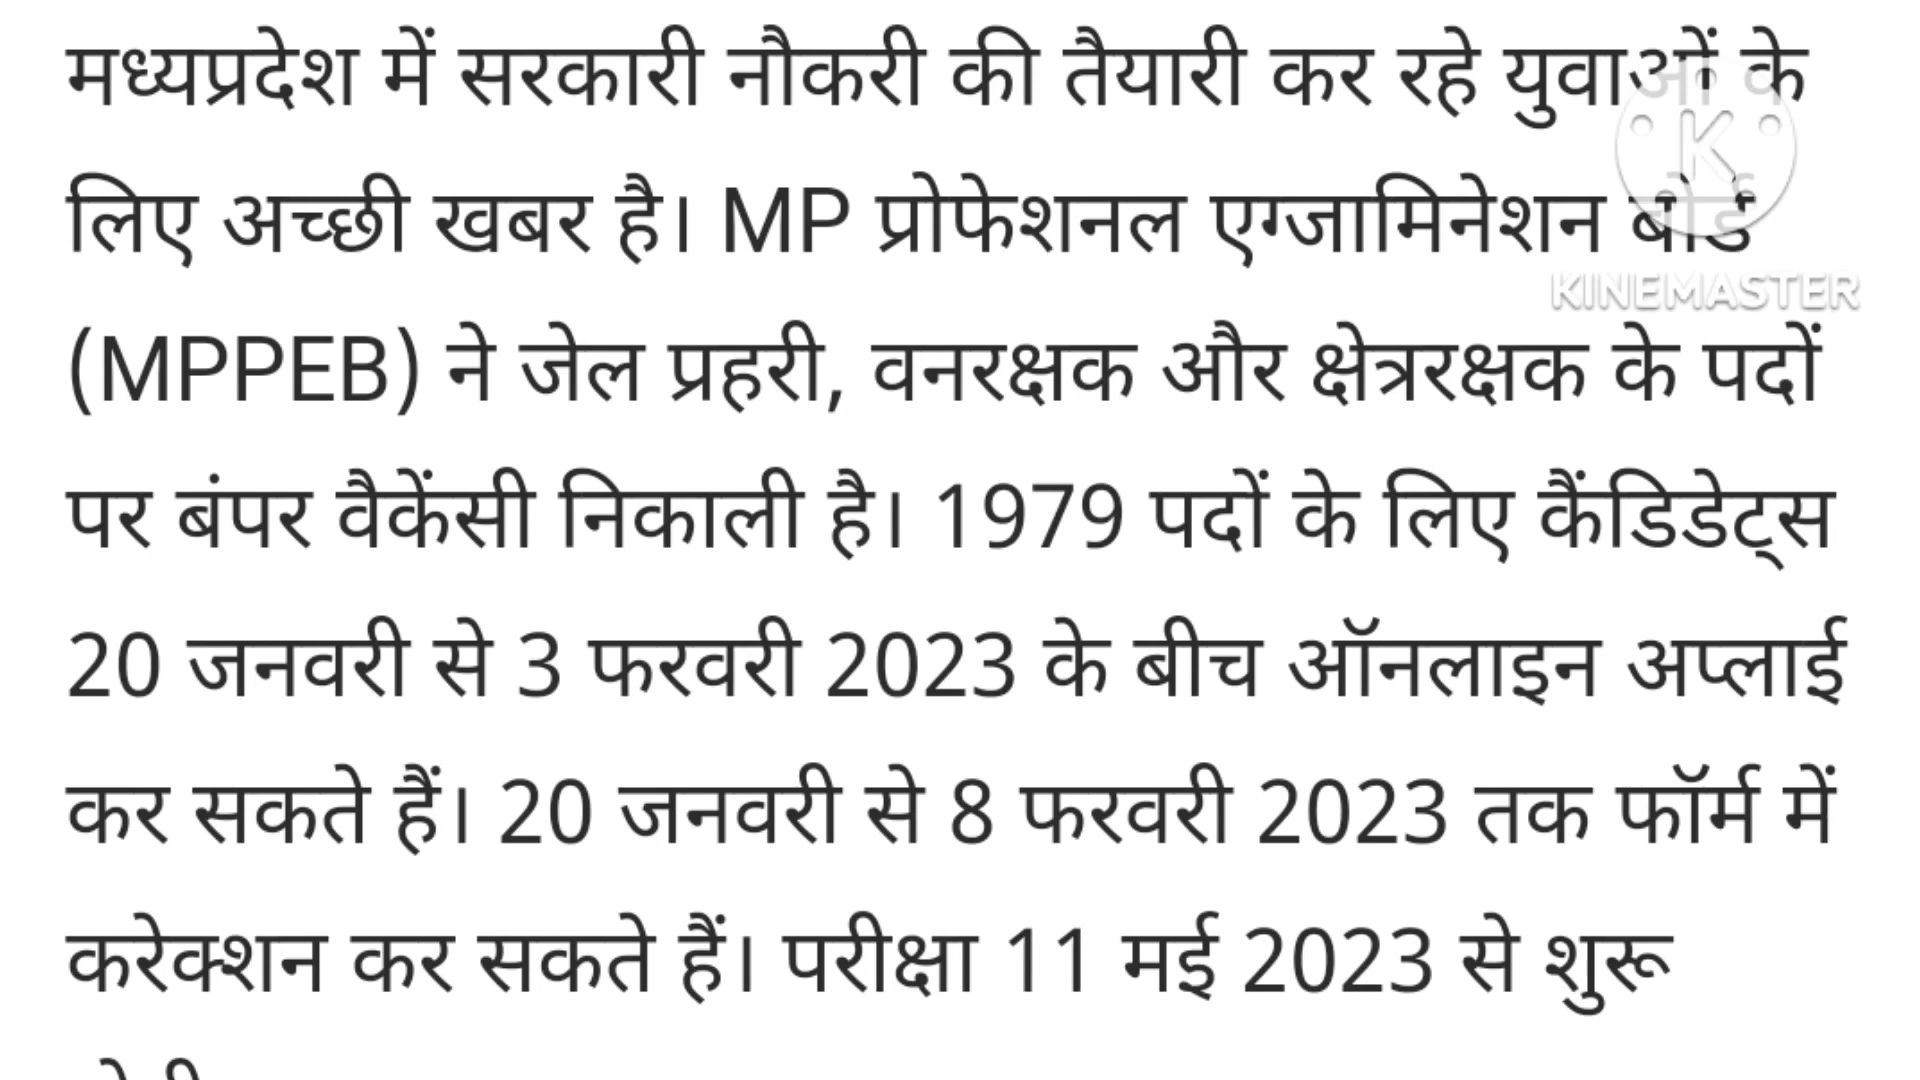 मध्यप्रदेश में सरकारी नौकरी की तैयारी कर रहे युवाओं के
लिए अच्छी खबर है। MP प्रोफेशनल एग्जामिनेशन बोर्ड
K
KINEMASTER
(MPPEB) ने जेल प्रहरी, वनरक्षक और क्षेत्ररक्षक के पदों
पर बंपर वैकेंसी निकाली है। 1979 पदों के लिए कैंडिडेट्स
20 जनवरी से 3 फरवरी 2023 के बीच ऑनलाइन अप्लाई
कर सकते हैं। 20 जनवरी से 8 फरवरी 2023 तक फॉर्म में
करेक्शन कर सकते हैं। परीक्षा 11 मई 2023 से शुरू